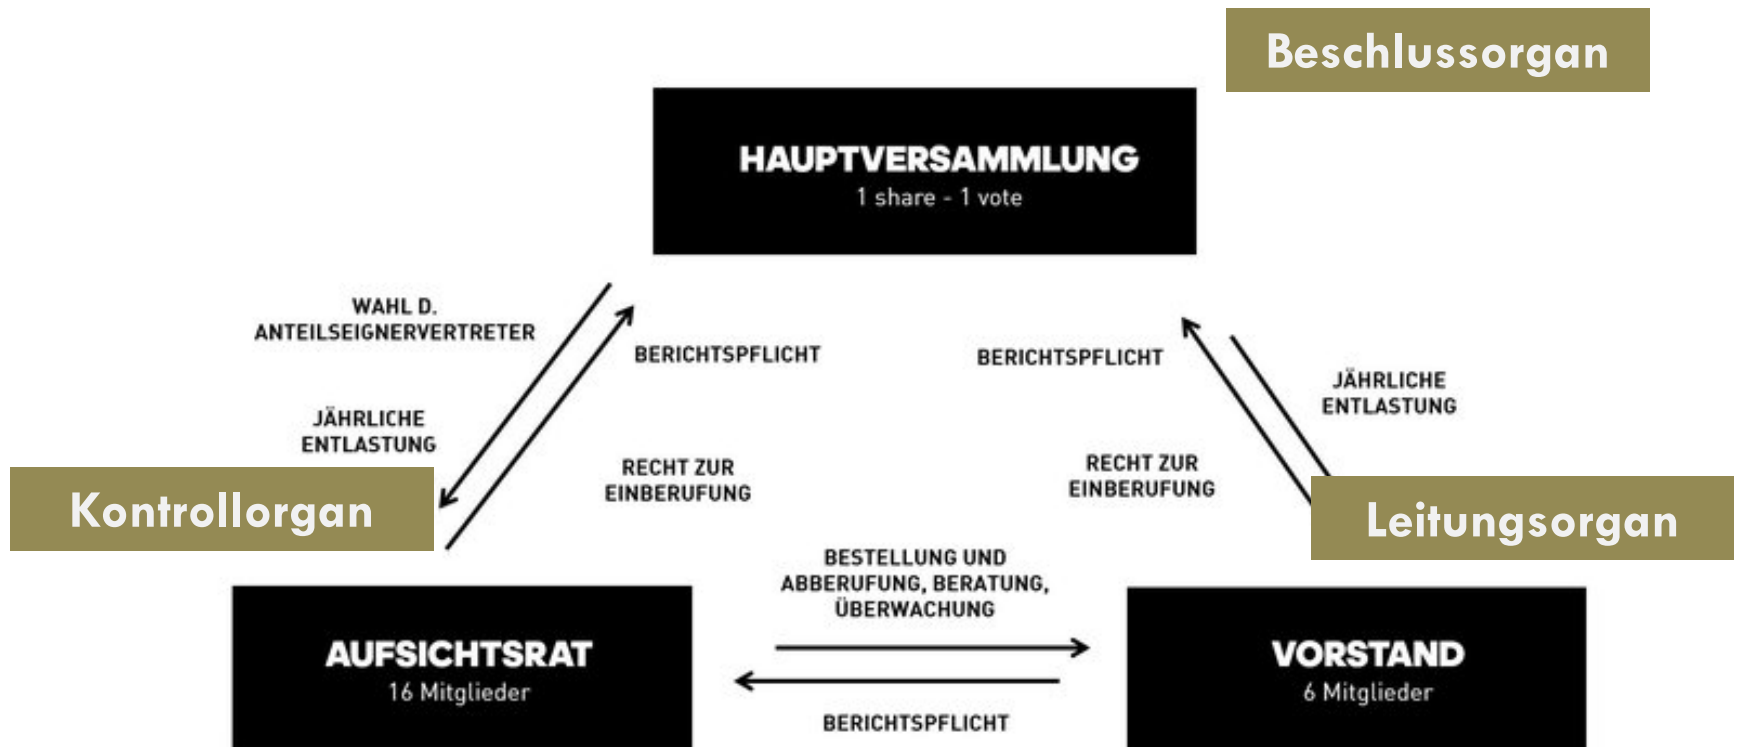 Beschlussorgan
HAUPTVERSAMMLUNG
1 share - 1 vote
WAHL D.
ANTEILSEIGNERVERTRETER
BERICHTSPFLICHT
BERICHTSPFLICHT
JÄHRLICHE
ENTLASTUNG
JÄHRLICHE
ENTLASTUNG
RECHT ZUR
EINBERUFUNG
RECHT ZUR
EINBERUFUNG
Kontrollorgan
Leitungsorgan
BESTELLUNG UND
ABBERUFUNG, BERATUNG,
ÜBERWACHUNG
AUFSICHTSRAT
16 Mitglieder
VORSTAND
6 Mitglieder
BERICHTSPFLICHT